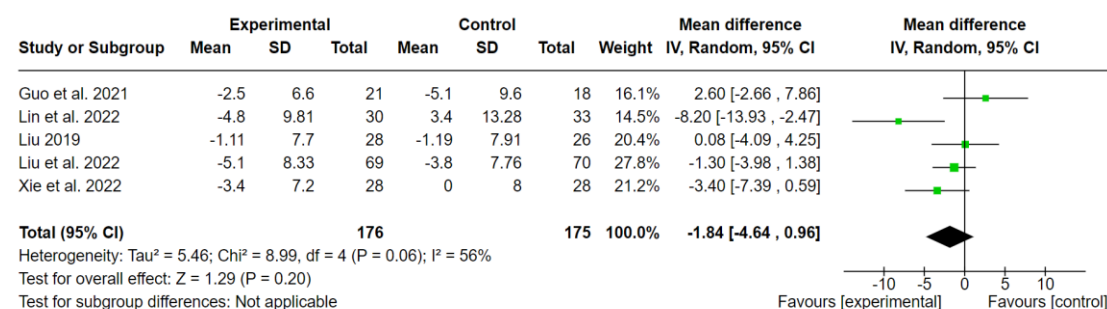 Experimental Control Mean difference Mean difference
Study or Subgroup Mean SD Total Mean SD Total Weight IV, Random, 95% CI IV, Random, 95% CI
Guo et al. 2021 -2.5 6.6 21 -5.1 9.6 18 16.1% 2.60 [-2.66 , 7.86]
Lin et al. 2022 -4.8 9.81 30 3.4 13.28 33 14.5% -8.20 [-13.93 , -2.47]
Liu 2019 -1.11 7.7 28 -1.19 7.91 26 20.4% 0.08 [-4.09 , 4.25]
Liu et al. 2022 -5.1 8.33 69 -3.8 7.76 70 27.8% -1.30 [-3.98 , 1.38]
Xie et al. 2022 -3.4 7.2 28 0 8 28 21.2% -3.40 [-7.39 , 0.59]
Total (95% CI) 176 175 100.0% -1.84 [-4.64 , 0.96]
Heterogeneity: Tau² = 5.46; Chi² = 8.99, df = 4 (P = 0.06); I² = 56%
Test for overall effect: Z = 1.29 (P = 0.20)
Test for subgroup differences: Not applicable
-10 -5 0 5 10
Favours [experimental] Favours [control]